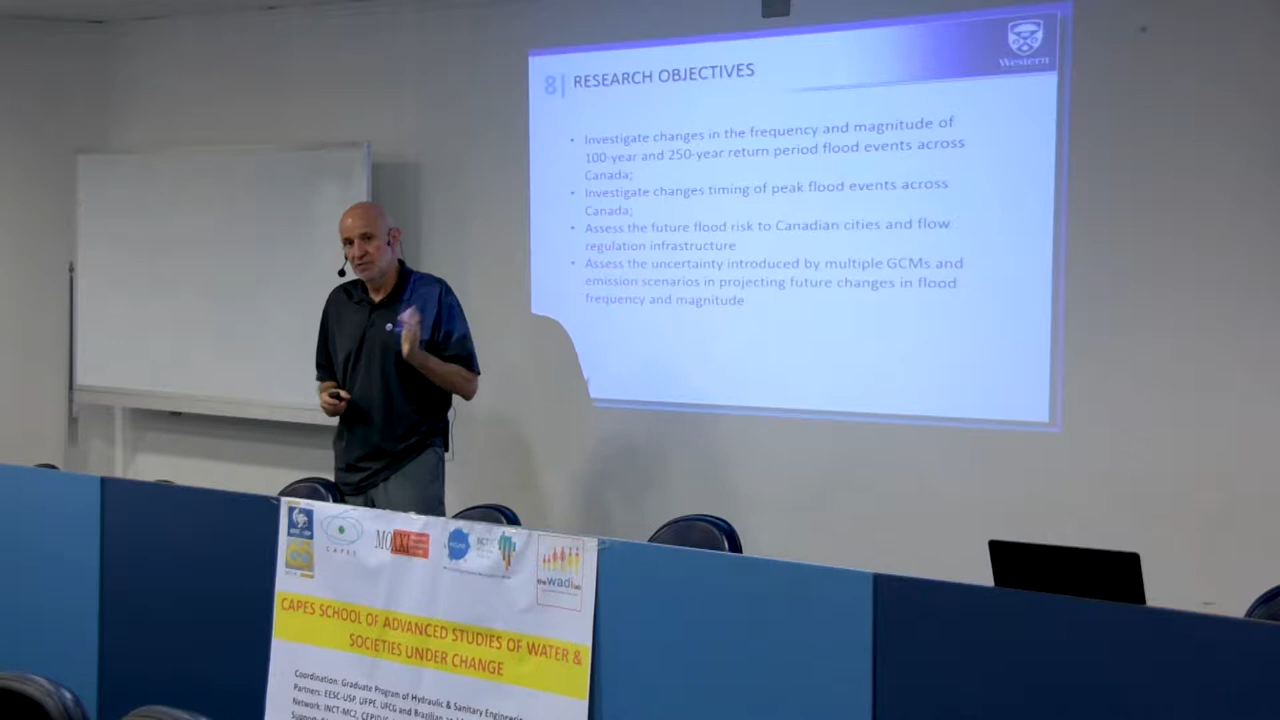 8| RESEARCH OBJECTIVES
Western
• Investigate changes in the frequency and magnitude of
100-year and 250-year return period flood events across
Canada;
• Investigate changes timing of peak flood events across
Canada;
• Assess the future flood risk to Canadian cities and flow
regulation infrastructure
• Assess the uncertainty introduced by multiple GCMs and
emission scenarios in projecting future changes in flood
frequency and magnitude
CAPES
MOXXI
the wadi lab
CAPES SCHOOL OF ADVANCED STUDIES OF WATER &
SOCIETIES UNDER CHANGE
Coordination: Graduate Program of Hydraulic & Sanitary
Partners: EESC-USP, UFPE, UFCG and Brazilian
Network: INCT-MC2,